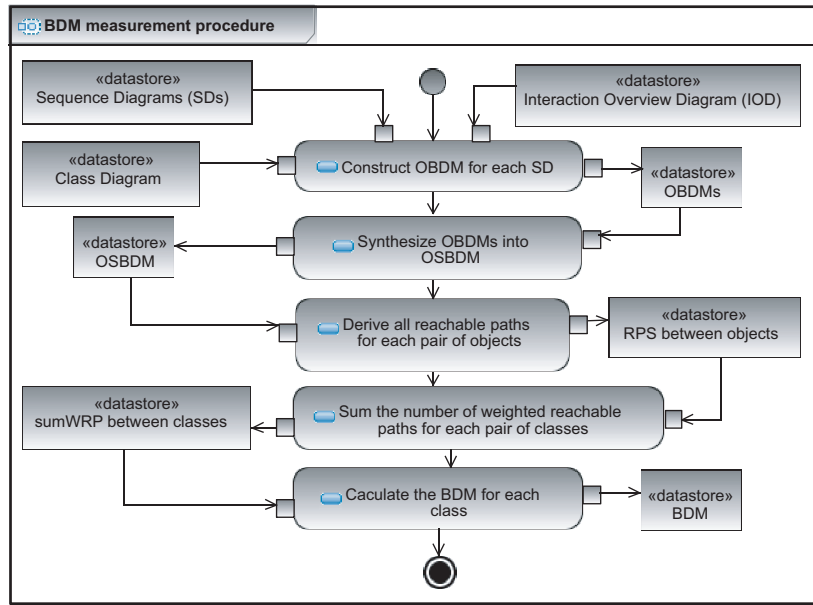 BDM measurement procedure
«datastore»
Sequence Diagrams (SDs)
«datastore»
Interaction Overview Diagram (IOD)
«datastore»
Class Diagram
Construct OBDM for each SD
«datastore»
OBDMs
«datastore»
OSBDM
Synthesize OBDMs into
OSBDM
Derive all reachable paths
for each pair of objects
«datastore»
RPS between objects
«datastore»
sumWRP between classes
Sum the number of weighted reachable
paths for each pair of classes
Caculate the BDM for each
class
«datastore»
BDM